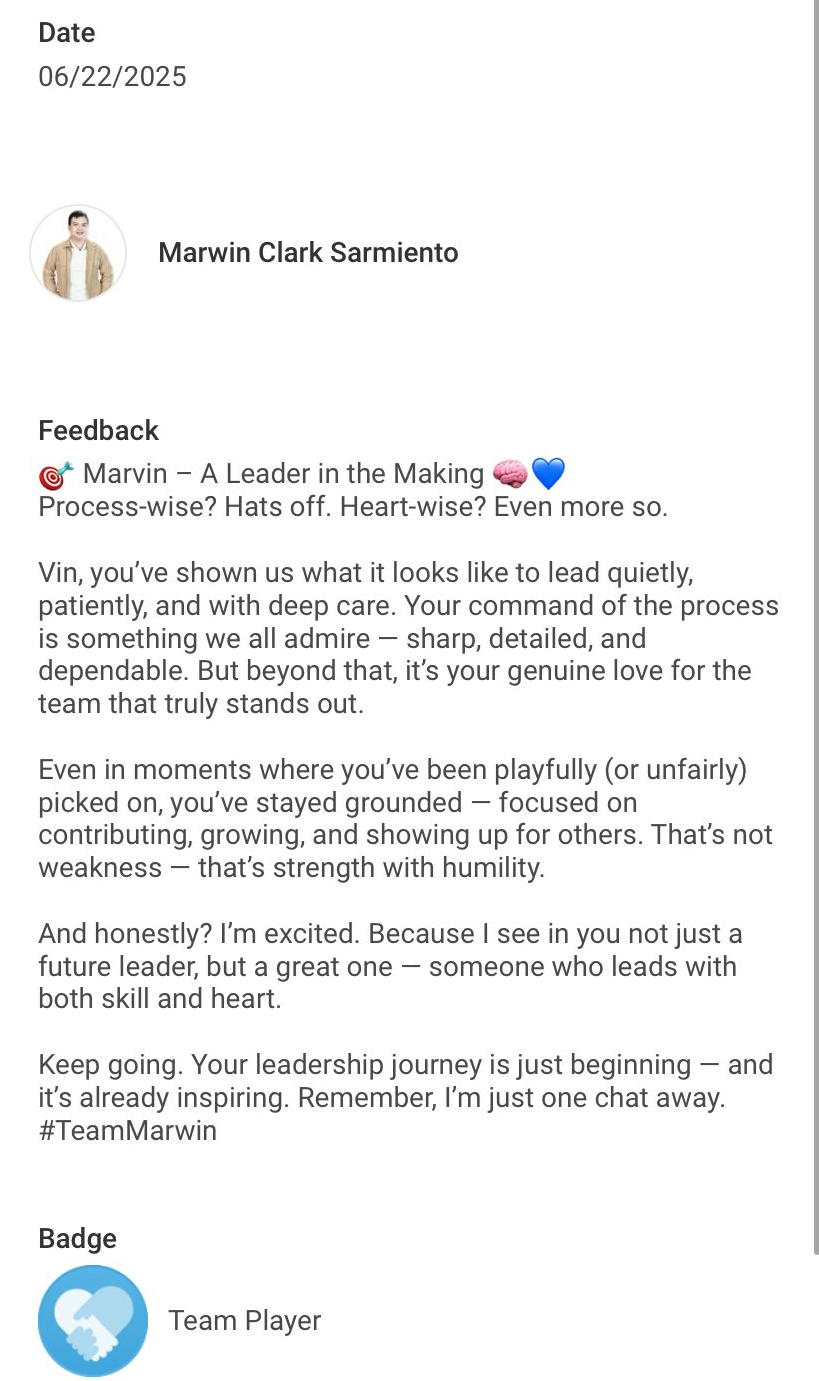 Date
06/22/2025
Marwin Clark Sarmiento
Feedback
🎯 Marvin – A Leader in the Making 🧠💙
Process-wise? Hats off. Heart-wise? Even more so.
Vin, you’ve shown us what it looks like to lead quietly,
patiently, and with deep care. Your command of the process
is something we all admire — sharp, detailed, and
dependable. But beyond that, it’s your genuine love for the
team that truly stands out.
Even in moments where you’ve been playfully (or unfairly)
picked on, you’ve stayed grounded — focused on
contributing, growing, and showing up for others. That’s not
weakness — that’s strength with humility.
And honestly? I’m excited. Because I see in you not just a
future leader, but a great one — someone who leads with
both skill and heart.
Keep going. Your leadership journey is just beginning — and
it’s already inspiring. Remember, I’m just one chat away.
#TeamMarwin
Badge
Team Player